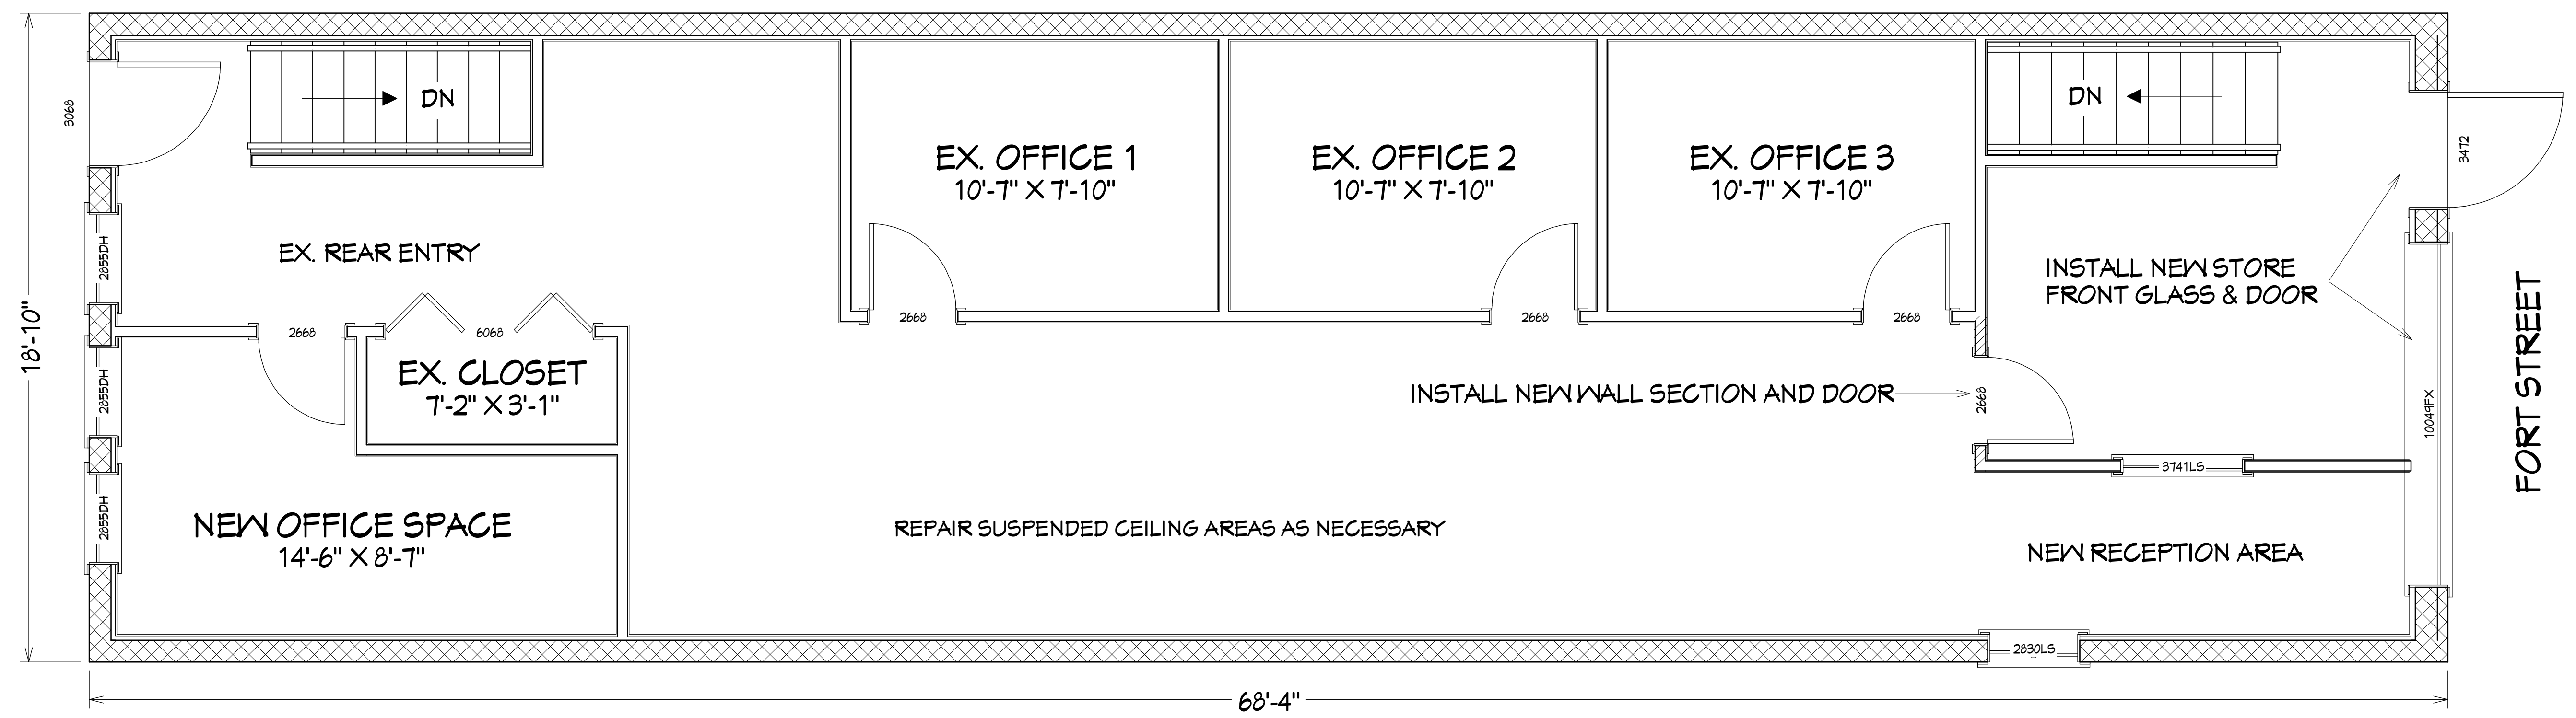 DN
DN
3068
3472
EX. OFFICE 1
10'-7" X 7'-10"
EX. OFFICE 2
10'-7" X 7'-10"
EX. OFFICE 3
10'-7" X 7'-10"
EX. REAR ENTRY
2855DH
INSTALL NEW STORE
FRONT GLASS & DOOR
18'-10"
2668
6068
2668
2668
2668
EX. CLOSET
7'-2" X 3'-1"
2855DH
INSTALL NEW WALL SECTION AND DOOR
2668
10049FX
FORT STREET
3741LS
2855DH
NEW OFFICE SPACE
14'-6" X 8'-7"
REPAIR SUSPENDED CEILING AREAS AS NECESSARY
NEW RECEPTION AREA
2830LS
68'-4"